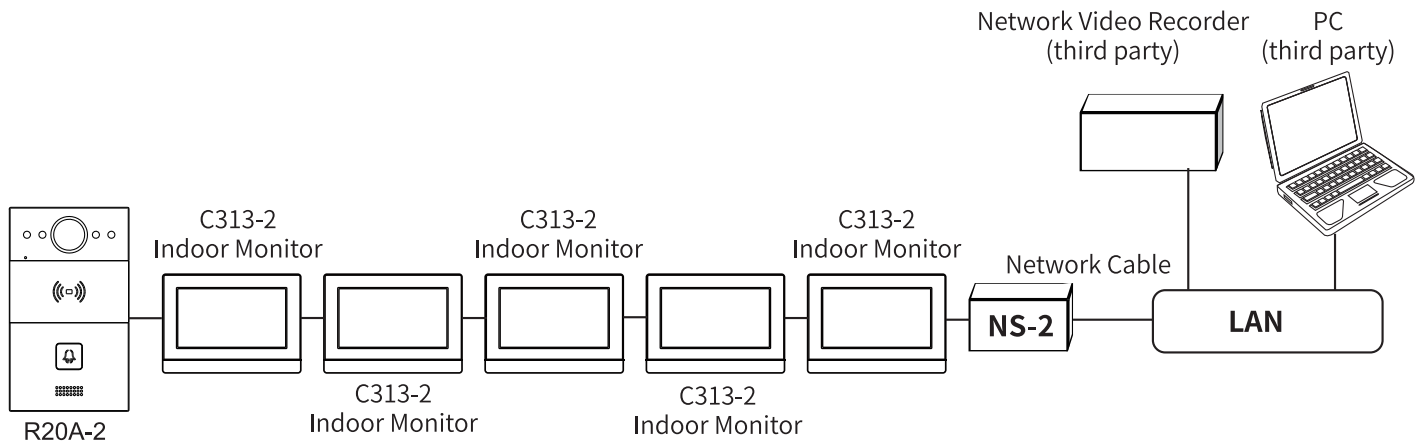 Network Video Recorder
(third party)
PC
(third party)
C313-2
Indoor Monitor
C313-2
Indoor Monitor
C313-2
Indoor Monitor
Network Cable
NS-2
LAN
C313-2
Indoor Monitor
C313-2
Indoor Monitor
R20A-2